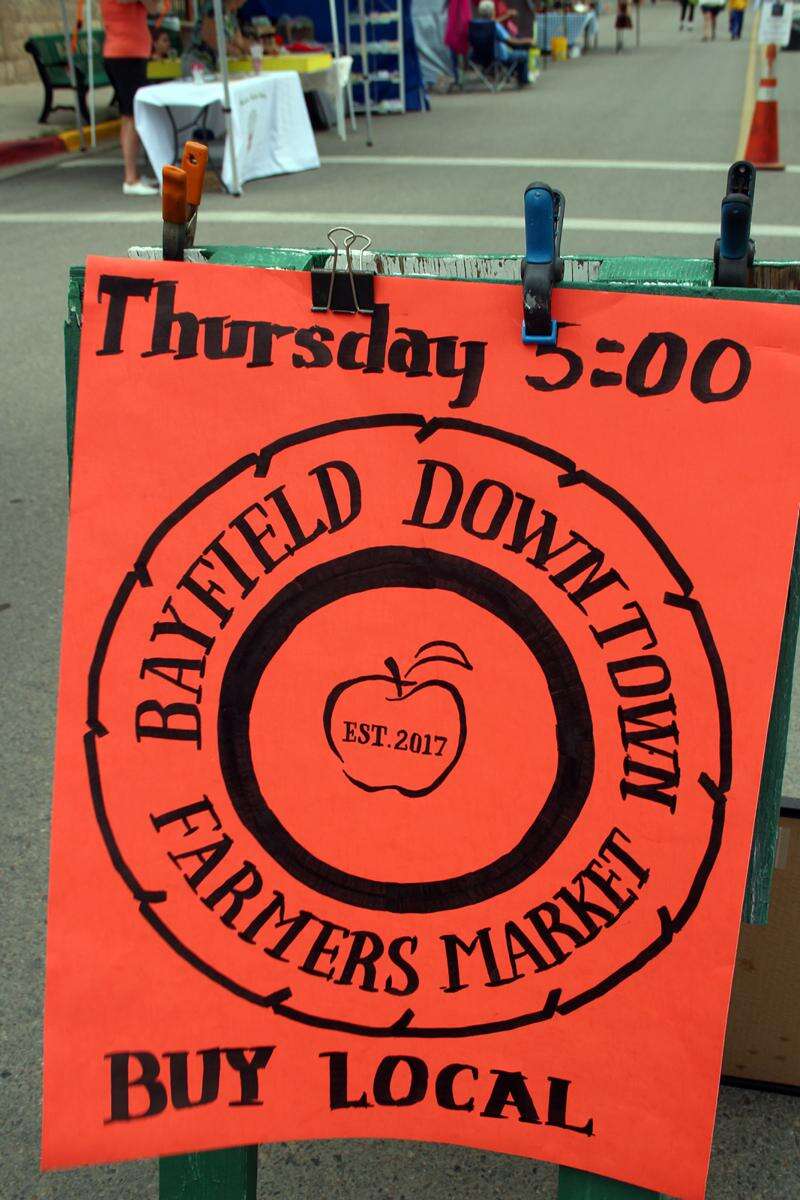 Thursday 5:00
BAYFIELD DOWNTOWN
EST. 2017
FARMERS MARKET
BUY LOCAL